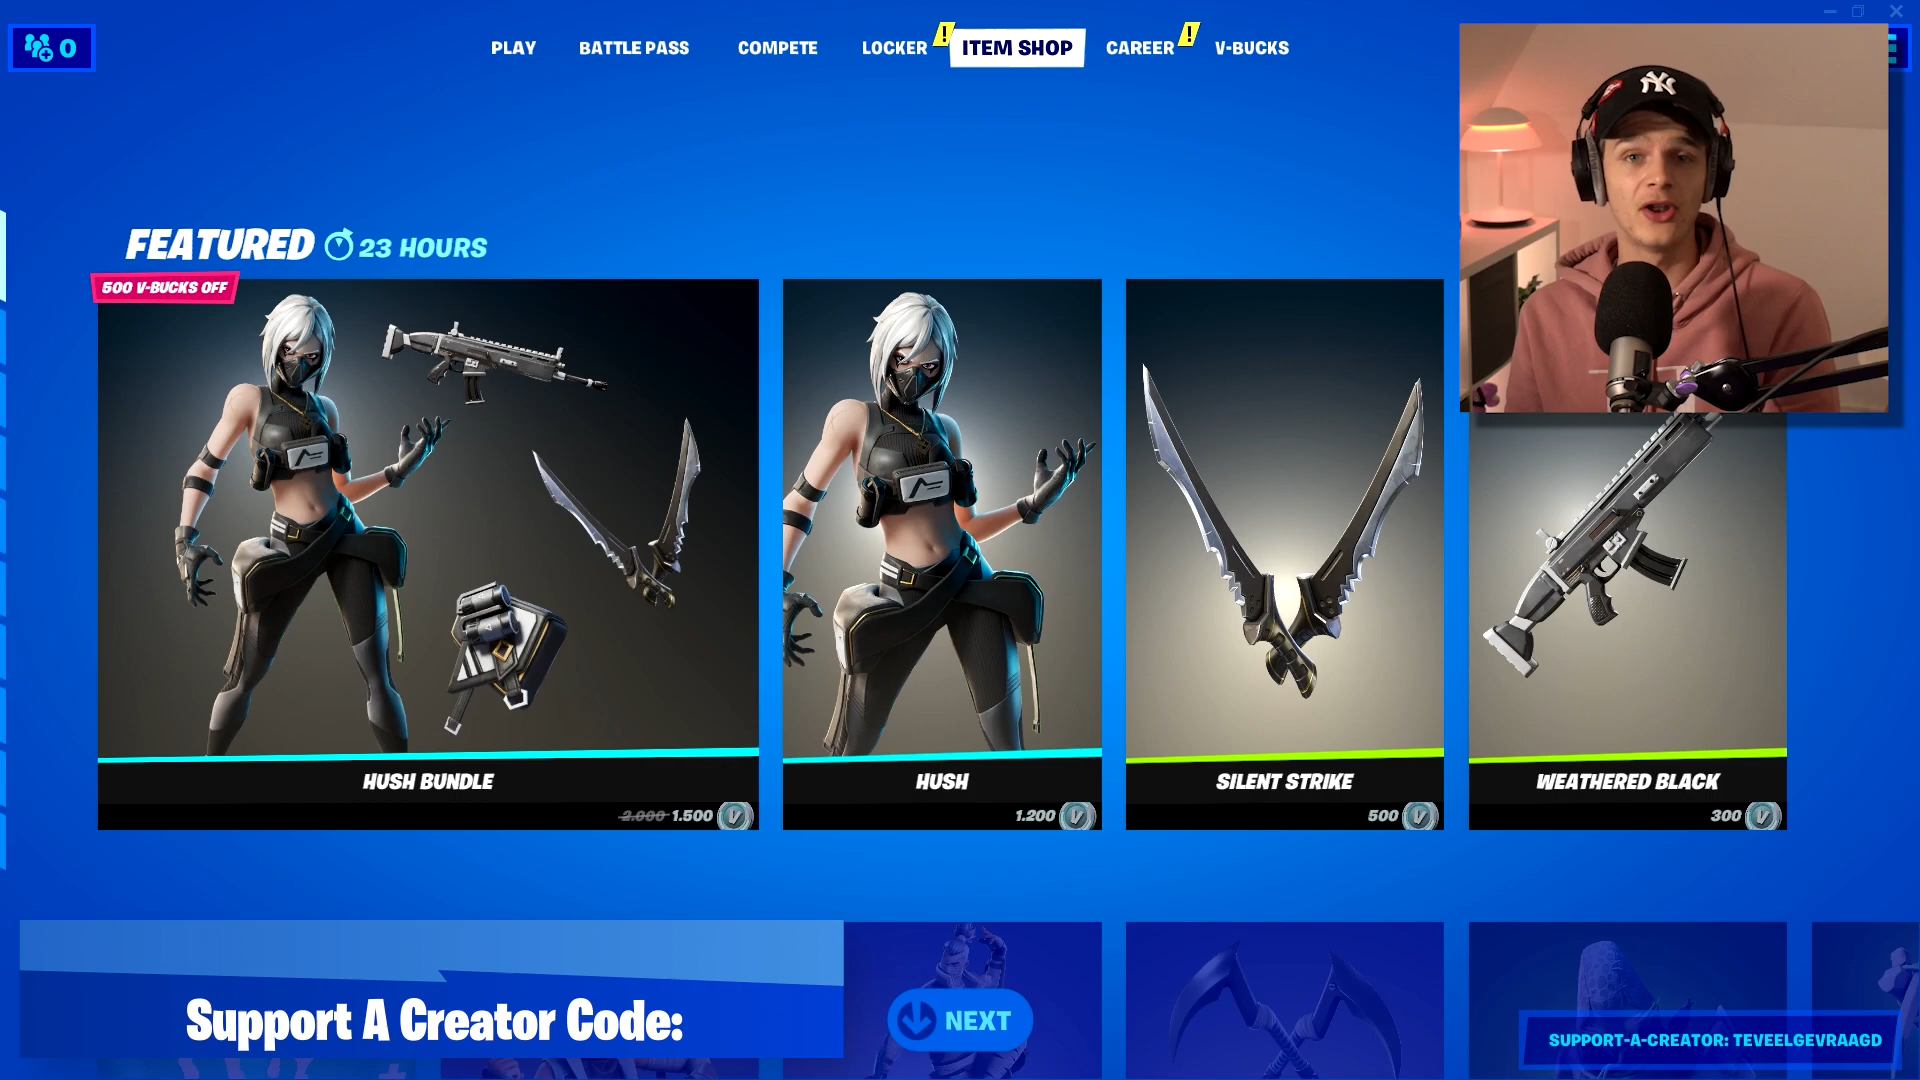 0
PLAY
BATTLE PASS
COMPETE
LOCKER
!
ITEM SHOP
CAREER
!
V-BUCKS
NY
FEATURED
23 HOURS
500 V-BUCKS OFF
HUSH BUNDLE
2.000 1.500 V
HUSH
1.200 V
SILENT STRIKE
500 V
WEATHERED BLACK
300 V
Support A Creator Code:
NEXT
SUPPORT-A-CREATOR: TEVEELGEVRAAGD